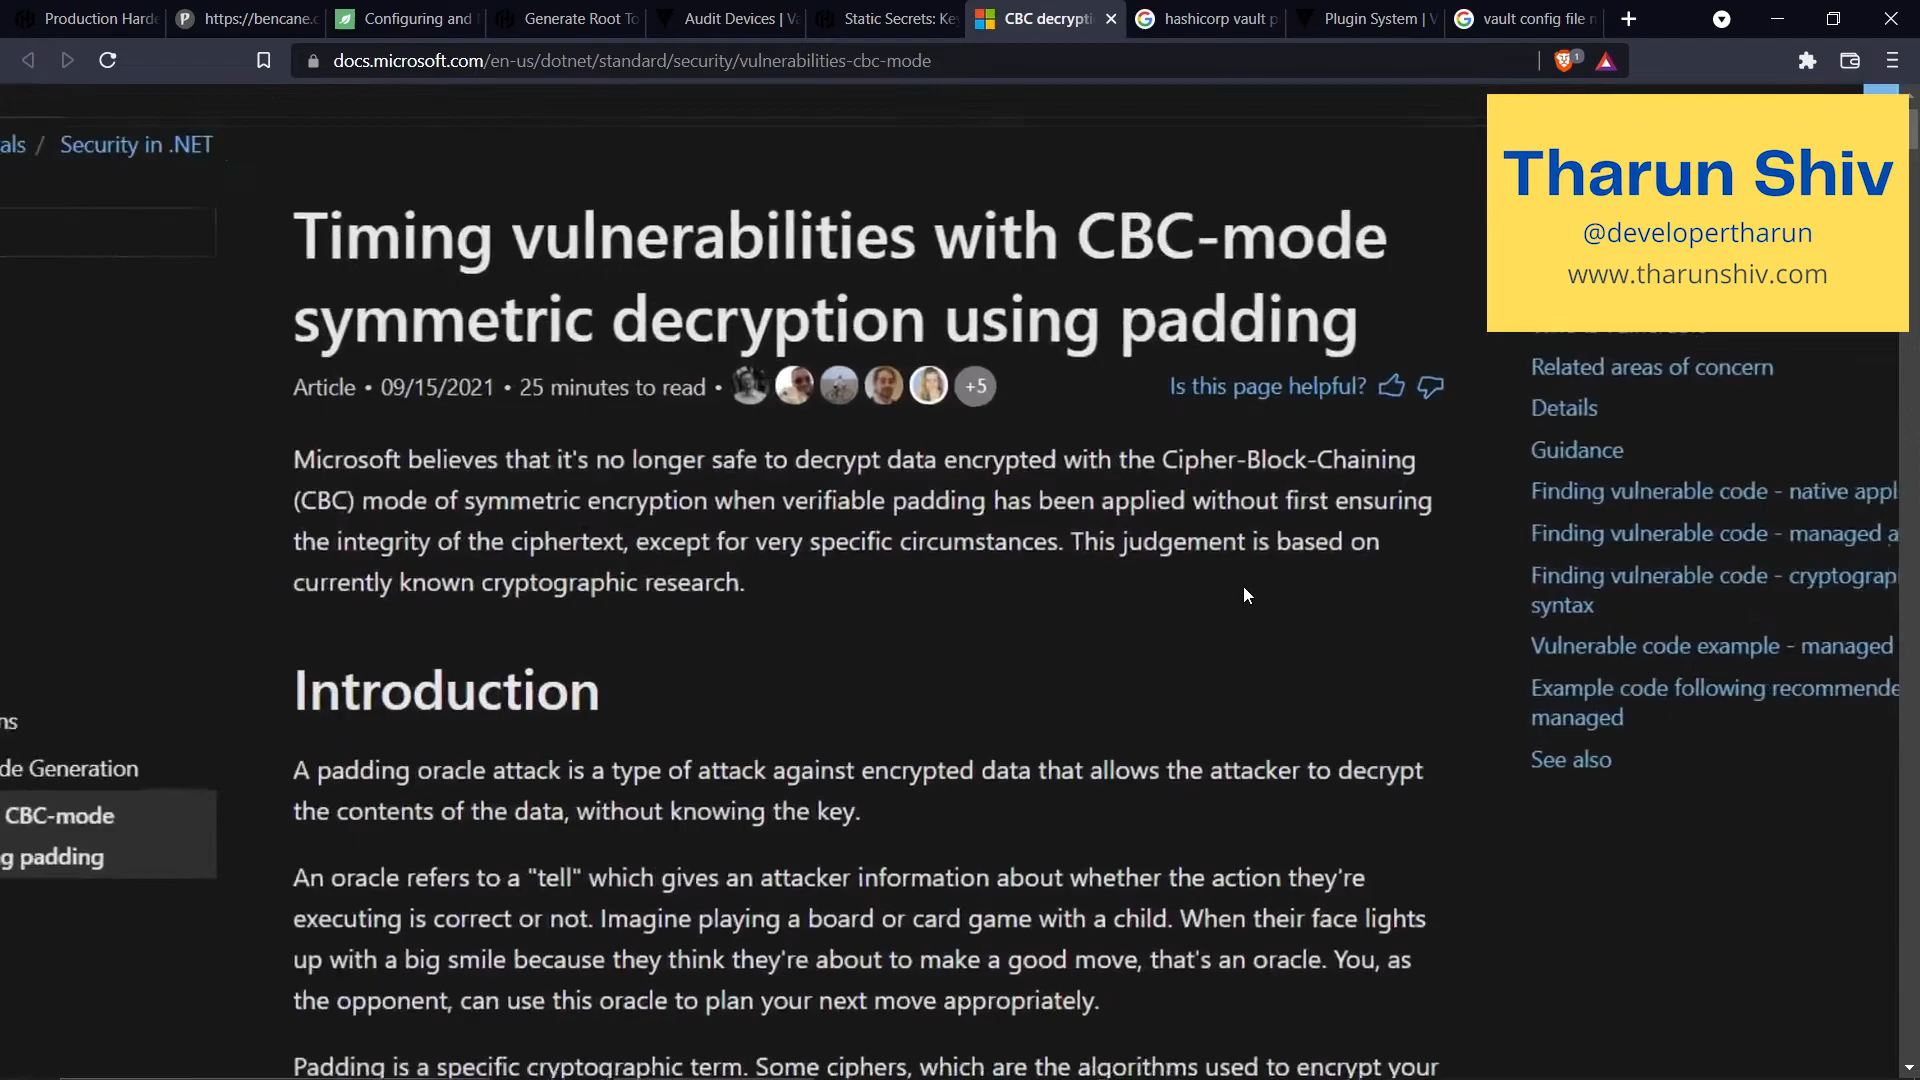 Production Harde
https://bencane.c
Configuring and
Generate Root To
Audit Devices | Va
Static Secrets: Key
CBC decrypti
hashicorp vault p
Plugin System | V
vault config file n
docs.microsoft.com/en-us/dotnet/standard/security/vulnerabilities-cbc-mode
1
als / Security in .NET
Tharun Shiv
@developertharun
www.tharunshiv.com
Timing vulnerabilities with CBC-mode
symmetric decryption using padding
Article • 09/15/2021 • 25 minutes to read •
+5
Is this page helpful?
Microsoft believes that it's no longer safe to decrypt data encrypted with the Cipher-Block-Chaining
(CBC) mode of symmetric encryption when verifiable padding has been applied without first ensuring
the integrity of the ciphertext, except for very specific circumstances. This judgement is based on
currently known cryptographic research.
Introduction
A padding oracle attack is a type of attack against encrypted data that allows the attacker to decrypt
the contents of the data, without knowing the key.
An oracle refers to a "tell" which gives an attacker information about whether the action they're
executing is correct or not. Imagine playing a board or card game with a child. When their face lights
up with a big smile because they think they're about to make a good move, that's an oracle. You, as
the opponent, can use this oracle to plan your next move appropriately.
Padding is a specific cryptographic term. Some ciphers, which are the algorithms used to encrypt your
Related areas of concern
Details
Guidance
Finding vulnerable code - native appl
Finding vulnerable code - managed a
Finding vulnerable code - cryptograp
syntax
Vulnerable code example - managed
Example code following recommende
managed
See also
ns
de Generation
CBC-mode
g padding